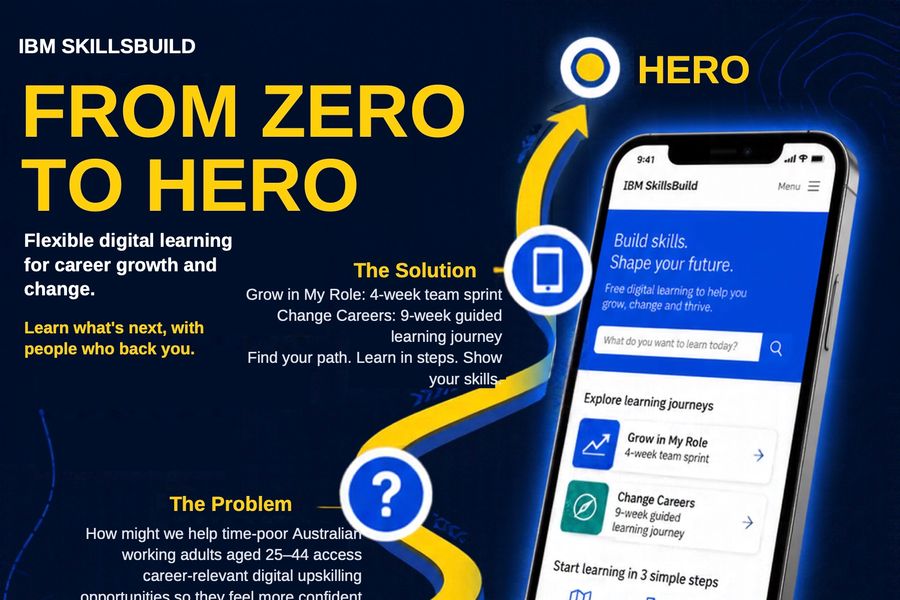 IBM SKILLSBUILD
FROM ZERO
TO HERO
Flexible digital learning
for career growth and
change.
Learn what's next, with
people who back you.
HERO
The Solution
Grow in My Role: 4-week team sprint
Change Careers: 9-week guided
learning journey
Find your path. Learn in steps. Show
your skills.
The Problem
How might we help time-poor Australian
working adults aged 25–44 access
career-relevant digital upskilling
opportunities so they feel more confident
9:41
IBM SkillsBuild
Menu
Build skills.
Shape your future.
Free digital learning to help you
grow, change and thrive.
What do you want to learn today?
Explore learning journeys
Grow in My Role
4-week team sprint
Change Careers
9-week guided
learning journey
Start learning in 3 simple steps